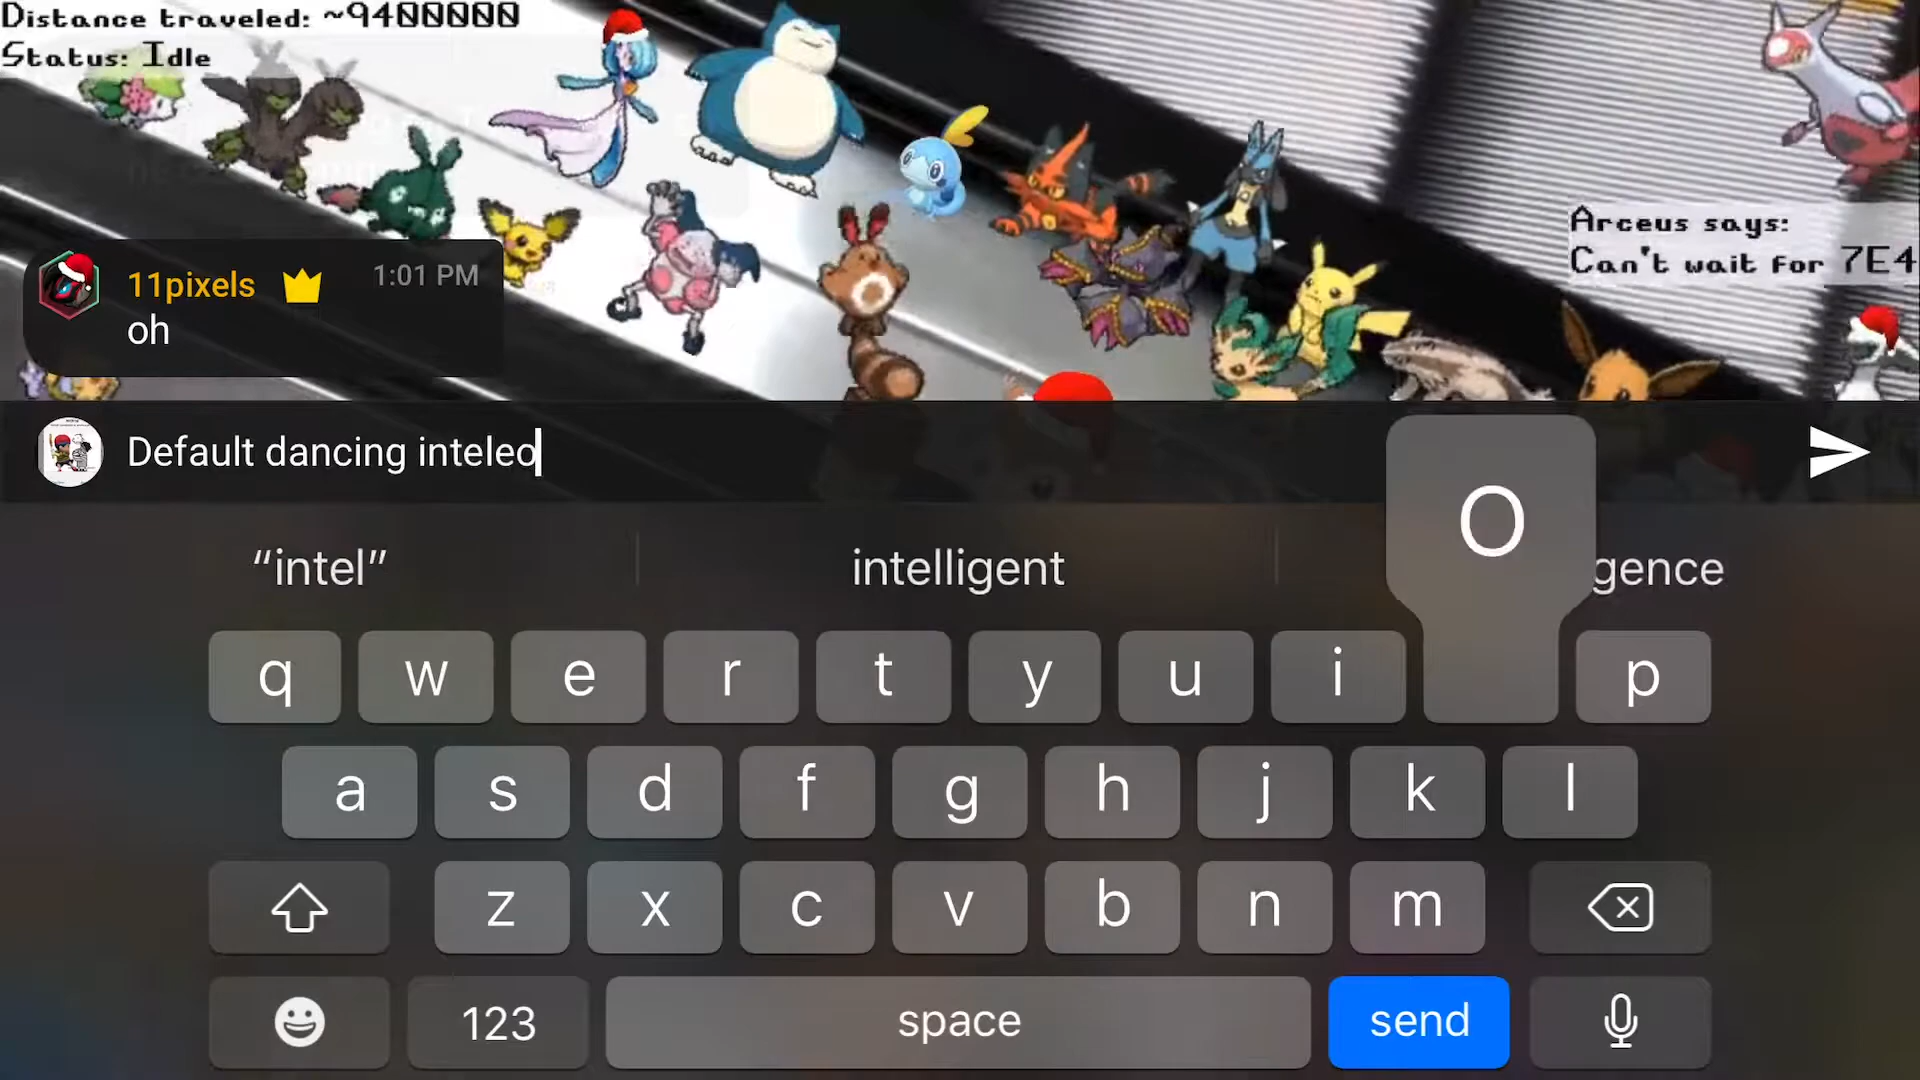 Distance traveled: ~9400000
Status: Idle
Arceus says:
Can't wait for 7E4
11pixels 1:01 PM
oh
Default dancing inteleo
“intel” intelligent gence
O
q w e r t y u i p
a s d f g h j k l
z x c v b n m
123 space send